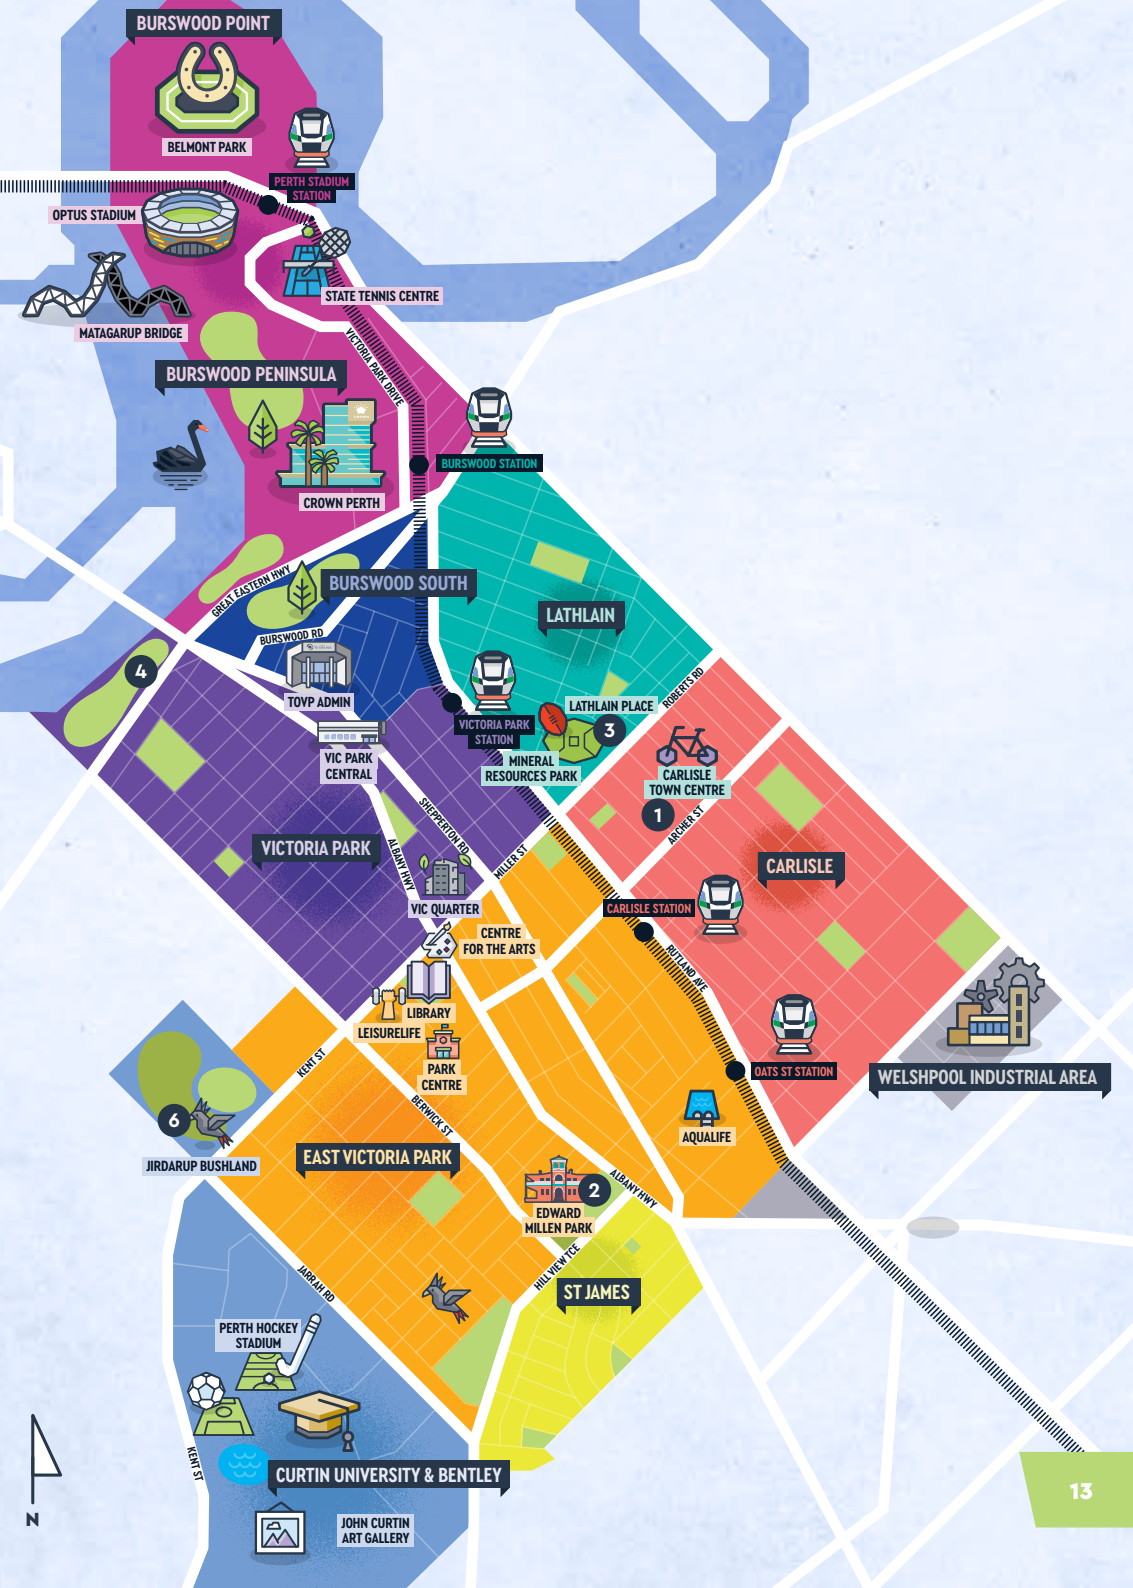 BURSWOOD POINT
BELMONT PARK
PERTH STADIUM
STATION
OPTUS STADIUM
STATE TENNIS CENTRE
MATAGARUP BRIDGE
VICTORIA PARK DRIVE
BURSWOOD PENINSULA
BURSWOOD STATION
CROWN PERTH
GREAT EASTERN HWY
BURSWOOD SOUTH
LATHLAIN
BURSWOOD RD
4
TOVP ADMIN
ROBERTS RD
LATHLAIN PLACE
3
VICTORIA PARK
STATION
VIC PARK
CENTRAL
MINERAL
RESOURCES PARK
CARLISLE
TOWN CENTRE
1
ARCHER ST
SHEPPERTON RD
VICTORIA PARK
ALBANY HWY
MILLER ST
CARLISLE
VIC QUARTER
CARLISLE STATION
CENTRE
FOR THE ARTS
RUTLAND AVE
LIBRARY
LEISURELIFE
KENT ST
PARK
CENTRE
OATS ST STATION
WELSHPOOL INDUSTRIAL AREA
BERWICK ST
6
AQUALIFE
JIRDARUP BUSHLAND
EAST VICTORIA PARK
2
ALBANY HWY
EDWARD
MILLEN PARK
HILL VIEW TCE
JARRAH RD
ST JAMES
PERTH HOCKEY
STADIUM
KENT ST
CURTIN UNIVERSITY & BENTLEY
JOHN CURTIN
ART GALLERY
N
13